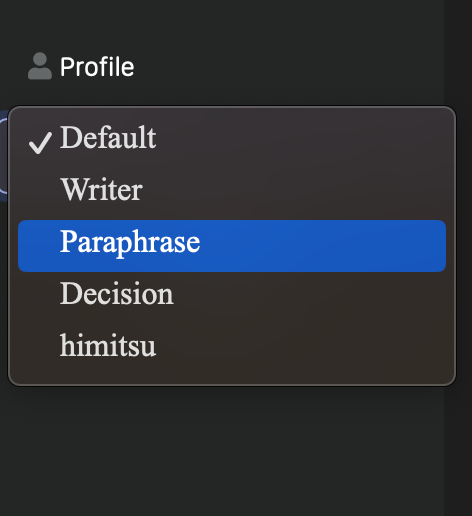 Profile
Default
Writer
Paraphrase
Decision
himitsu